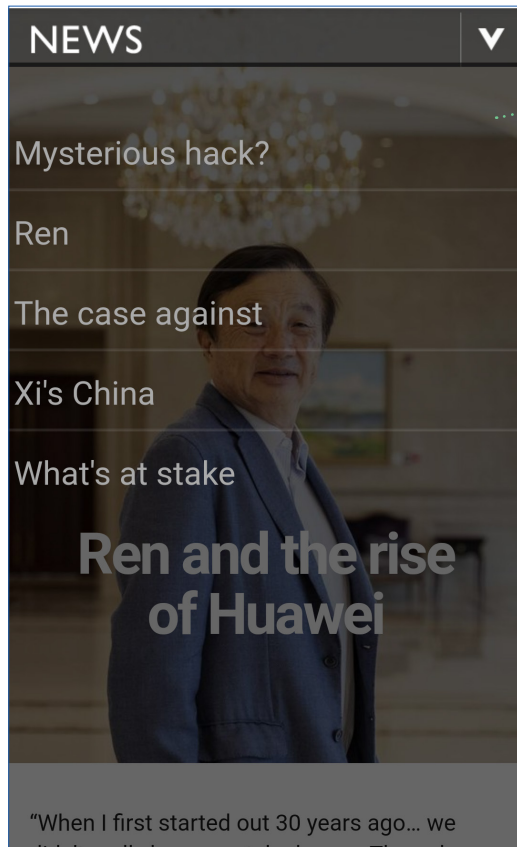 NEWS
Mysterious hack?
Ren
The case against
Xi's China
What's at stake
Ren and the rise
of Huawei
“When I first started out 30 years ago… we